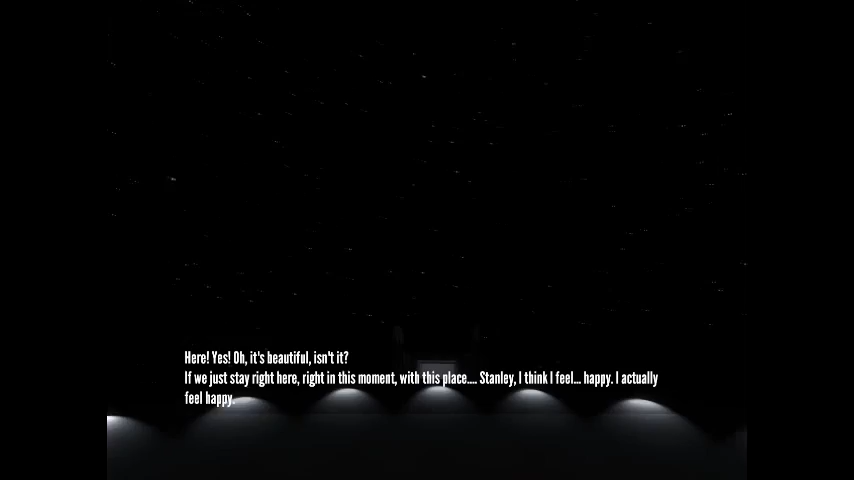 Here! Yes! Oh, it's beautiful, isn't it?
If we just stay right here, right in this moment, with this place.... Stanley, I think I feel... happy. I actually
feel happy.